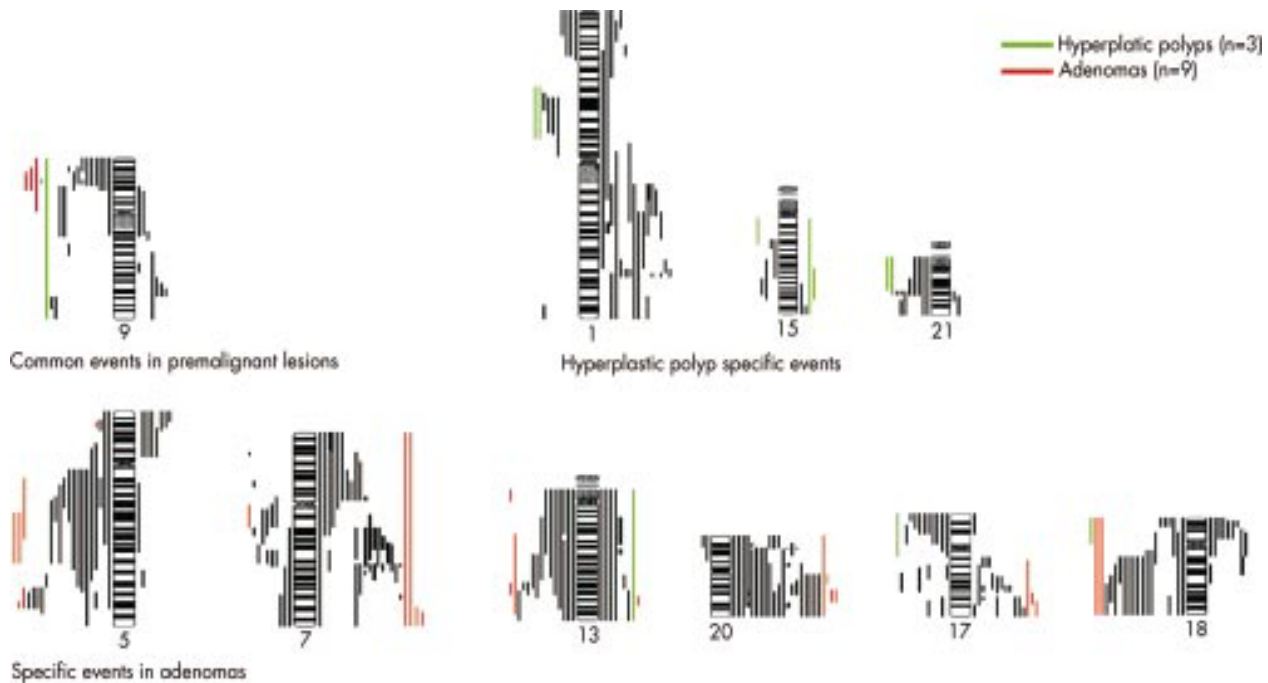 Hyperplatic polyps (n=3)
Adenomas (n=9)
9
1
15
21
Common events in premalignant lesions
Hyperplastic polyp specific events
5
7
13
20
17
18
Specific events in adenomas